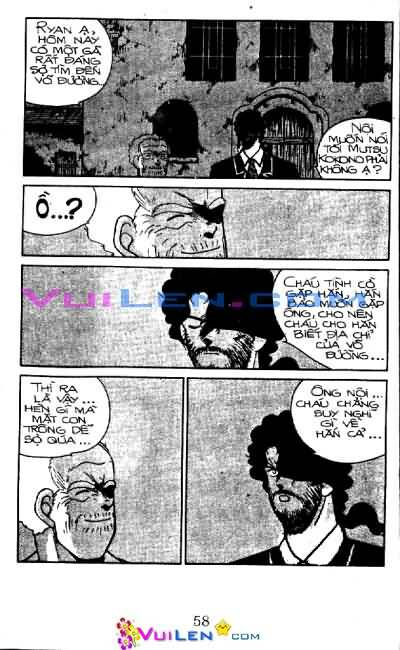 RYAN Ạ,
HÔM NAY
CÓ MỘT GÃ
RẤT ĐÁNG
SỢ TÌM ĐẾN
VÕ ĐƯỜNG.
NỘI
MUỐN NÓI
TỚI MUTSU
KOKONO PHẢI
KHÔNG Ạ?
Ồ...?
CHÁU TÌNH CỜ
GẶP HẮN, HẮN
BẢO MUỐN GẶP
ÔNG, CHO NÊN
CHÁU CHO HẮN
BIẾT ĐỊA CHỈ
CỦA VÕ
ĐƯỜNG...
VUILEN.COM
THÌ RA
LÀ VẬY...
HÈN GÌ MÀ
MẶT CON
TRÔNG DỄ
SỢ QUÁ...
ÔNG NỘI...
CHÁU CHẲNG
SUY NGHĨ
GÌ VỀ
HẮN CẢ...
58
VUILEN.COM